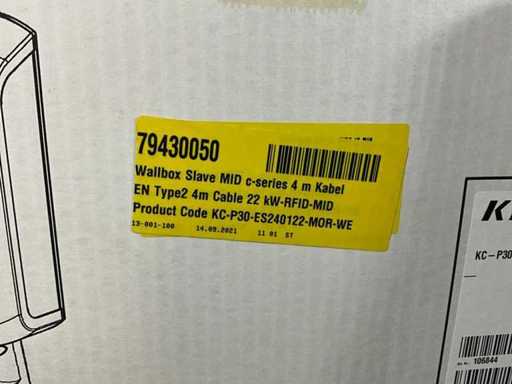 79430050
Wallbox Slave MID c-series 4 m Kabel
EN Type2 4m Cable 22 kW-RFID-MID
Product Code KC-P30-ES240122-MOR-WE
13-001-100 14.09.2021 11 01 ST
KC-P30
106844